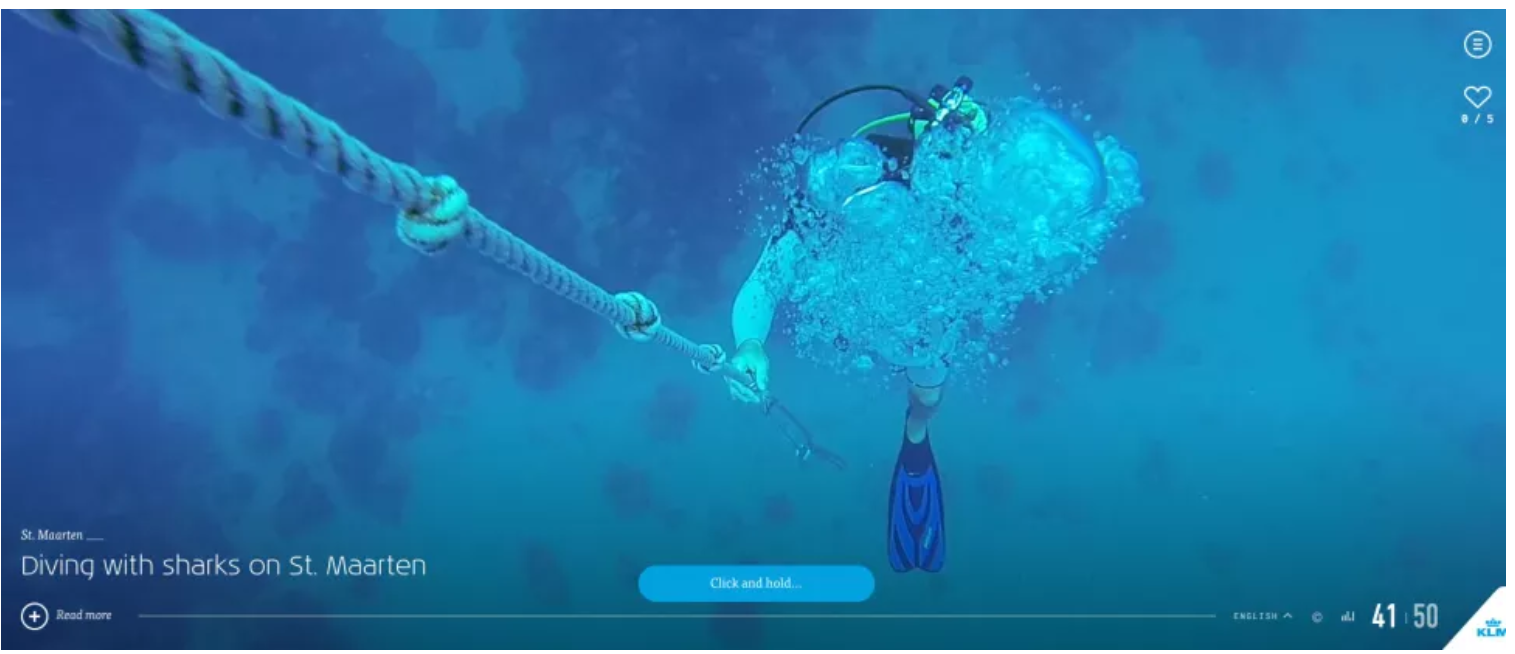 0 / 5
St. Maarten
Diving with sharks on St. Maarten
Click and hold...
Read more
ENGLISH
©
41 | 50
KLM